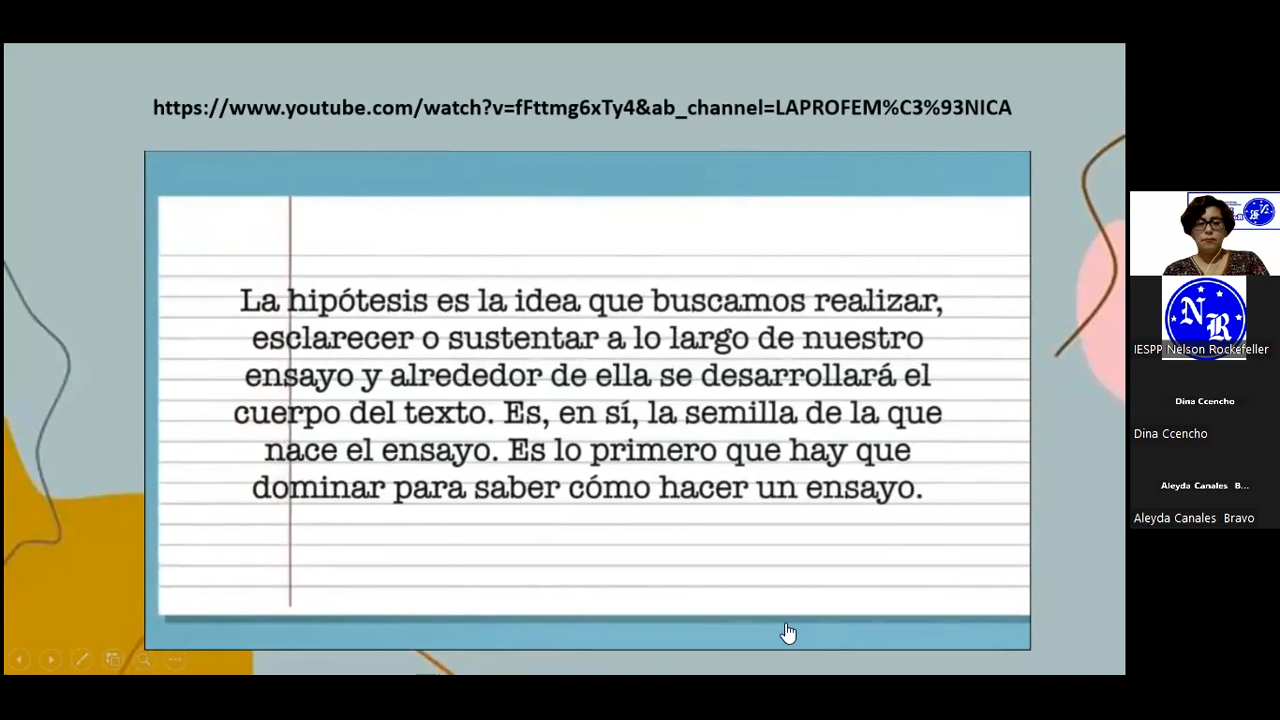 https://www.youtube.com/watch?v=fFttmg6xTy4&ab_channel=LAPROFEM%C3%93NICA
La hipótesis es la idea que buscamos realizar,
esclarecer o sustentar a lo largo de nuestro
ensayo y alrededor de ella se desarrollará el
cuerpo del texto. Es, en sí, la semilla de la que
nace el ensayo. Es lo primero que hay que
dominar para saber cómo hacer un ensayo.
NR
IESPP Nelson Rockefeller
Dina Ccencho
Dina Ccencho
Aleyda Canales B...
Aleyda Canales Bravo